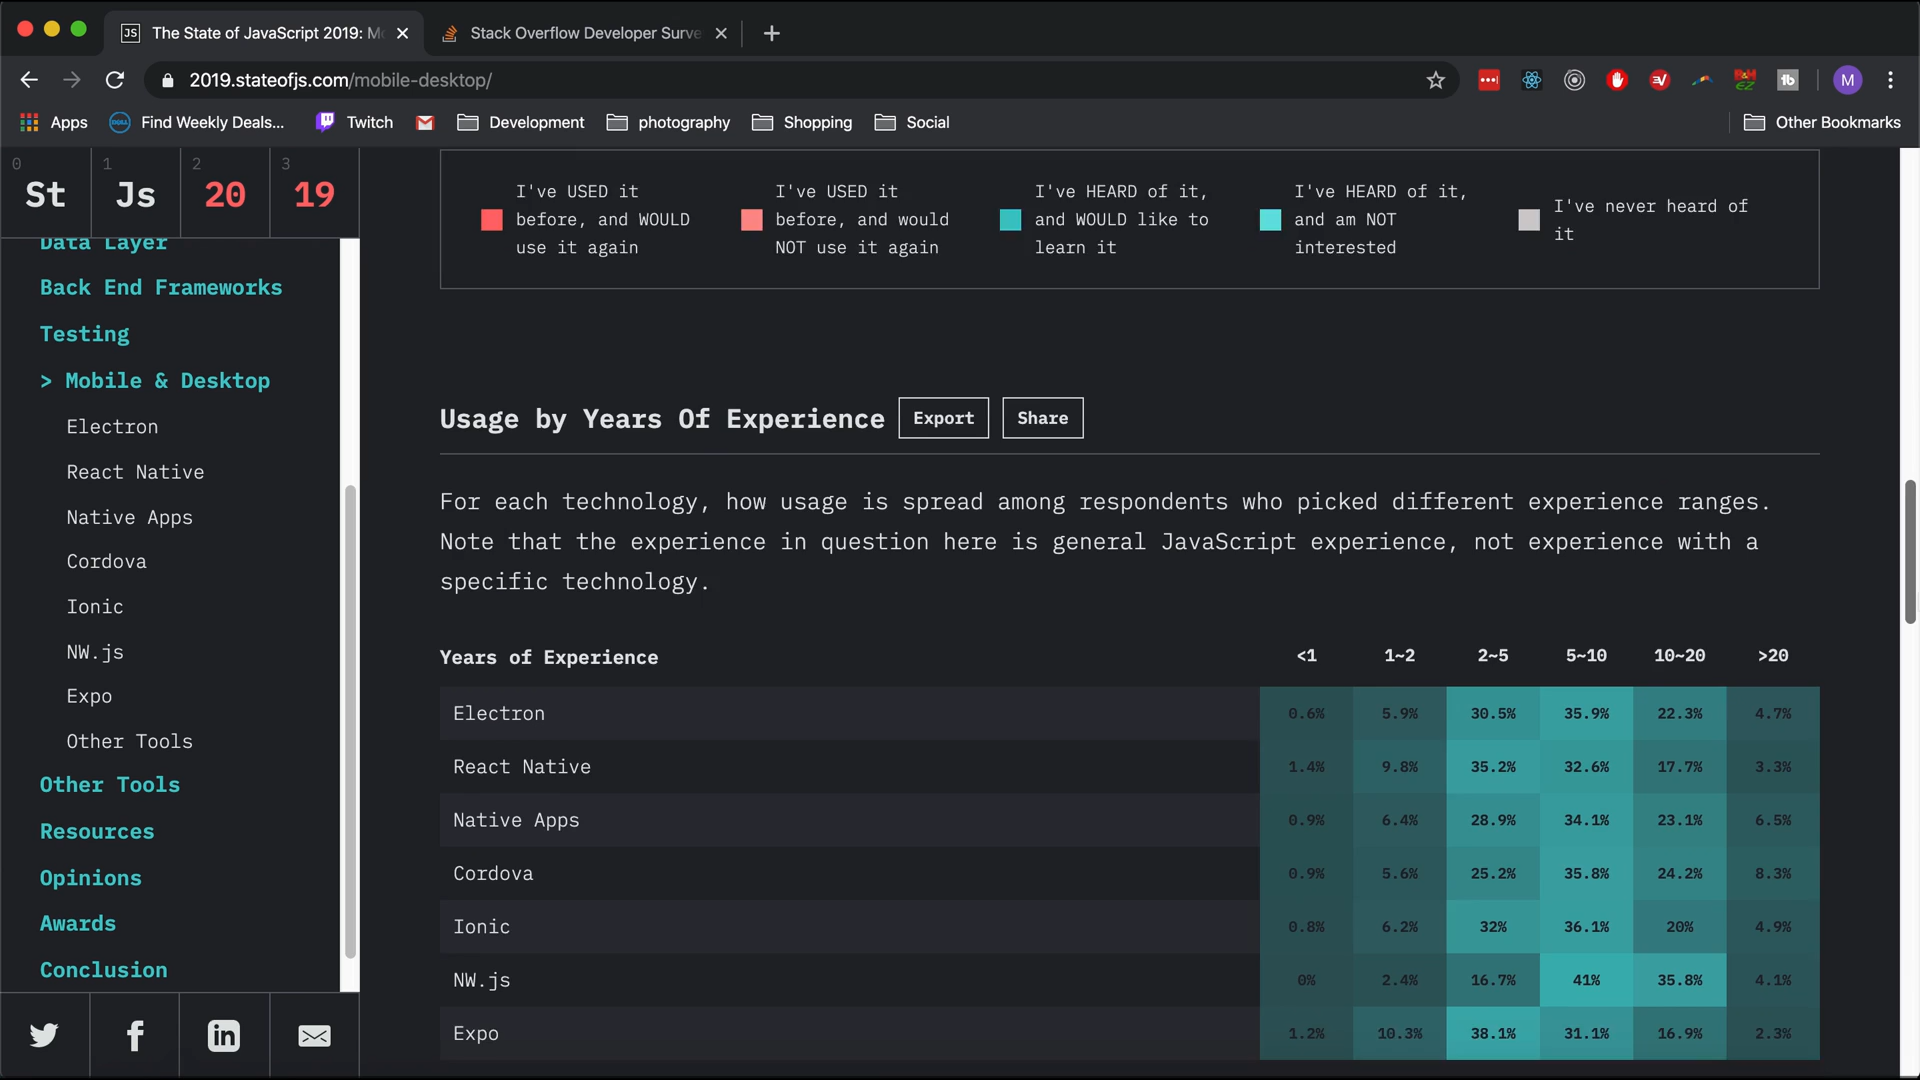 The State of JavaScript 2019: Mo
Stack Overflow Developer Surve
2019.stateofjs.com/mobile-desktop/
M
Apps
Find Weekly Deals...
Twitch
Development
photography
Shopping
Social
Other Bookmarks
0 St
1 Js
2 20
3 19
Data Layer
Back End Frameworks
Testing
> Mobile & Desktop
Electron
React Native
Native Apps
Cordova
Ionic
NW.js
Expo
Other Tools
Other Tools
Resources
Opinions
Awards
Conclusion
I've USED it
before, and WOULD
use it again
I've USED it
before, and would
NOT use it again
I've HEARD of it,
and WOULD like to
learn it
I've HEARD of it,
and am NOT
interested
I've never heard of
it
Usage by Years Of Experience Export Share
For each technology, how usage is spread among respondents who picked different experience ranges.
Note that the experience in question here is general JavaScript experience, not experience with a
specific technology.
Years of Experience <1 1~2 2~5 5~10 10~20 >20
Electron 0.6% 5.9% 30.5% 35.9% 22.3% 4.7%
React Native 1.4% 9.8% 35.2% 32.6% 17.7% 3.3%
Native Apps 0.9% 6.4% 28.9% 34.1% 23.1% 6.5%
Cordova 0.9% 5.6% 25.2% 35.8% 24.2% 8.3%
Ionic 0.8% 6.2% 32% 36.1% 20% 4.9%
NW.js 0% 2.4% 16.7% 41% 35.8% 4.1%
Expo 1.2% 10.3% 38.1% 31.1% 16.9% 2.3%